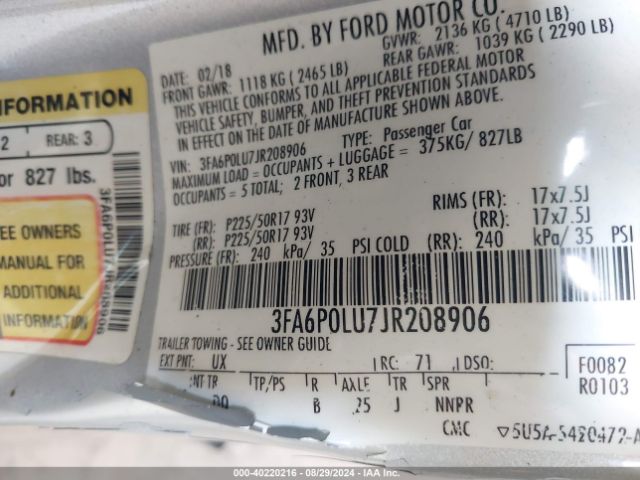 MFD. BY FORD MOTOR CO.
DATE: 02/18
GVWR: 2136 KG ( 4710 LB)
FRONT GAWR: 1118 KG ( 2465 LB)
REAR GAWR: 1039 KG ( 2290 LB)
THIS VEHICLE CONFORMS TO ALL APPLICABLE FEDERAL MOTOR
VEHICLE SAFETY, BUMPER, AND THEFT PREVENTION STANDARDS
IN EFFECT ON THE DATE OF MANUFACTURE SHOWN ABOVE.
VIN: 3FA6P0LU7JR208906
TYPE: Passenger Car
MAXIMUM LOAD = OCCUPANTS + LUGGAGE = 375KG/ 827LB
OCCUPANTS = 5 TOTAL; 2 FRONT, 3 REAR
TIRE (FR): P225/50R17 93V
RIMS (FR): 17x7.5J
(RR): P225/50R17 93V
(RR): 17x7.5J
PRESSURE (FR): 240 kPa/ 35 PSI COLD (RR): 240 kPa/ 35 PSI
3FA6P0LU7JR208906
TRAILER TOWING - SEE OWNER GUIDE
EXT PNT: UX RC: 71 DSO:
F0082
R0103
INT TR TP/PS R AXLE TR SPR
B 25 J NNPR
CMC
INFORMATION
2 REAR: 3
or 827 lbs.
SEE OWNERS
MANUAL FOR
ADDITIONAL
INFORMATION
3FA6P0LU7JR208906
000-40220216 - 08/29/2024 - IAA Inc.